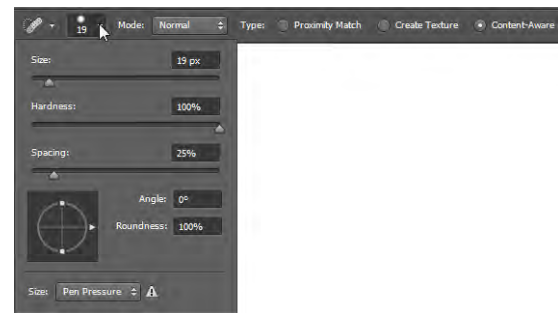 19 Mode: Normal Type: Proximity Match Create Texture Content-Aware
Size: 19 px
Hardness: 100%
Spacing: 25%
Angle: 0°
Roundness: 100%
Size: Pen Pressure